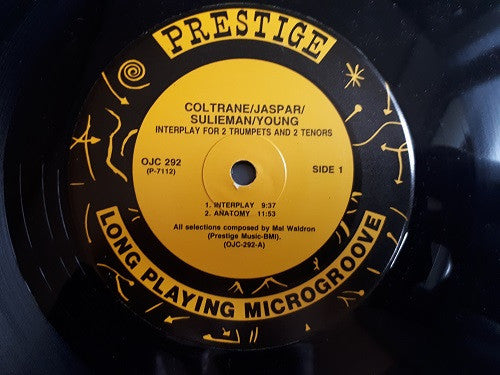 PRESTIGE
COLTRANE/JASPAR/
SULIEMAN/YOUNG
INTERPLAY FOR 2 TRUMPETS AND 2 TENORS
OJC 292
(P-7112)
SIDE 1
1. INTERPLAY 9:37
2. ANATOMY 11:53
All selections composed by Mal Waldron
(Prestige Music-BMI).
(OJC-292-A)
LONG PLAYING MICROGROOVE